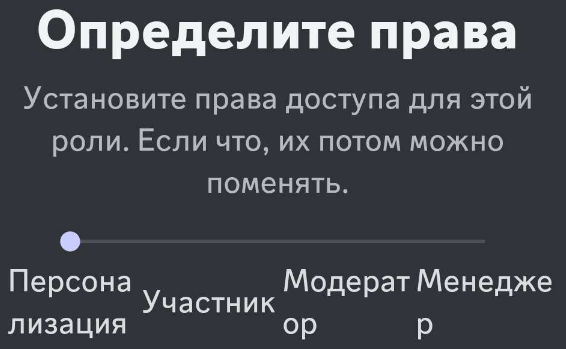 Определите права
Установите права доступа для этой
роли. Если что, их потом можно
поменять.
Персона
лизация
Участник
Модерат
ор
Менедже
р